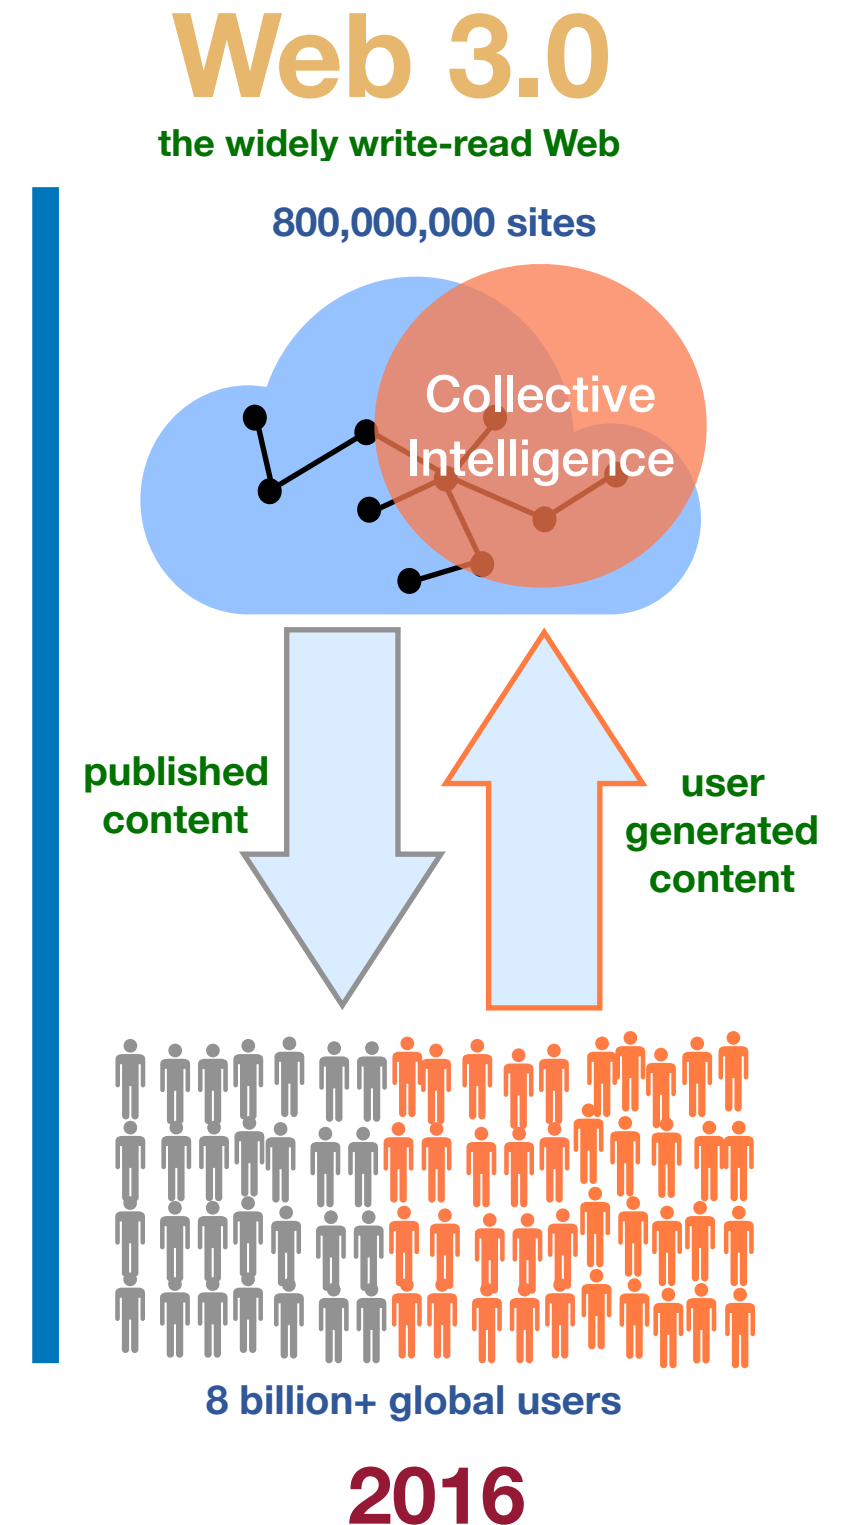 Web 3.0
the widely write-read Web
800,000,000 sites
Collective
Intelligence
published
content
user
generated
content
8 billion+ global users
2016